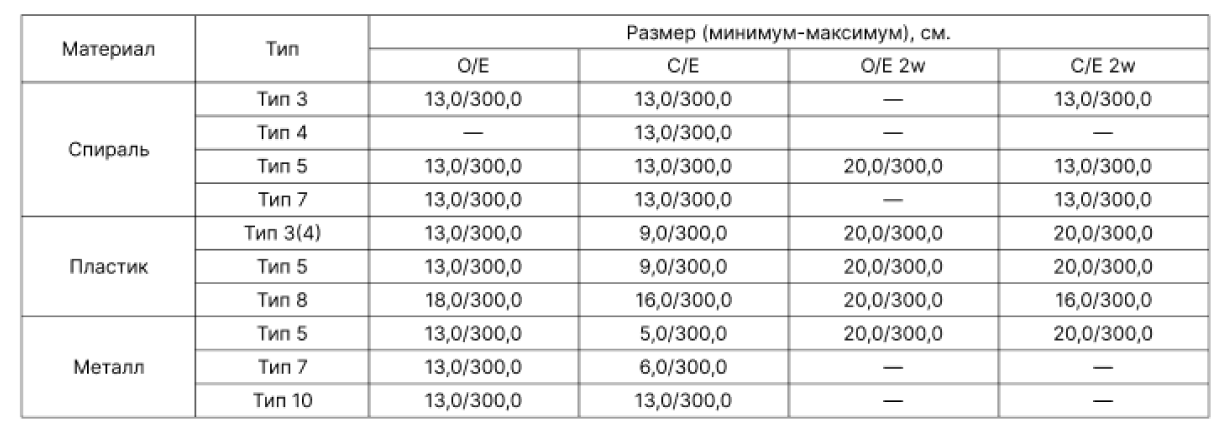 Материал Тип Размер (минимум-максимум), см.
O/E C/E O/E 2w C/E 2w
Спираль Тип 3 13,0/300,0 13,0/300,0 — 13,0/300,0
Тип 4 — 13,0/300,0 — —
Тип 5 13,0/300,0 13,0/300,0 20,0/300,0 13,0/300,0
Тип 7 13,0/300,0 13,0/300,0 — 13,0/300,0
Пластик Тип 3(4) 13,0/300,0 9,0/300,0 20,0/300,0 20,0/300,0
Тип 5 13,0/300,0 9,0/300,0 20,0/300,0 20,0/300,0
Тип 8 18,0/300,0 16,0/300,0 20,0/300,0 16,0/300,0
Металл Тип 5 13,0/300,0 5,0/300,0 20,0/300,0 20,0/300,0
Тип 7 13,0/300,0 6,0/300,0 — —
Тип 10 13,0/300,0 13,0/300,0 — —